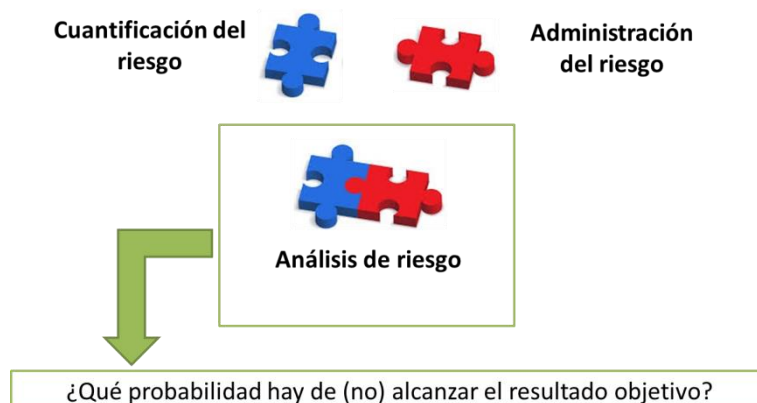 Cuantificación del
riesgo
Administración
del riesgo
Análisis de riesgo
¿Qué probabilidad hay de (no) alcanzar el resultado objetivo?